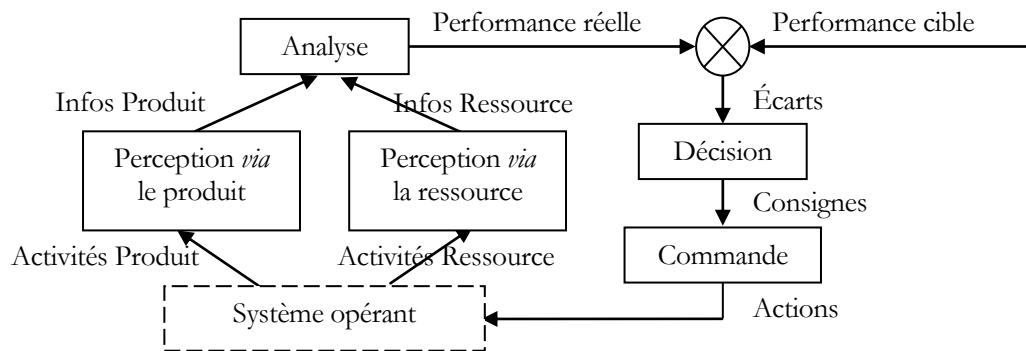 Performance réelle
Performance cible
Analyse
Infos Produit
Infos Ressource
Écarts
Perception via
le produit
Perception via
la ressource
Décision
Consignes
Activités Produit
Activités Ressource
Commande
Système opérant
Actions